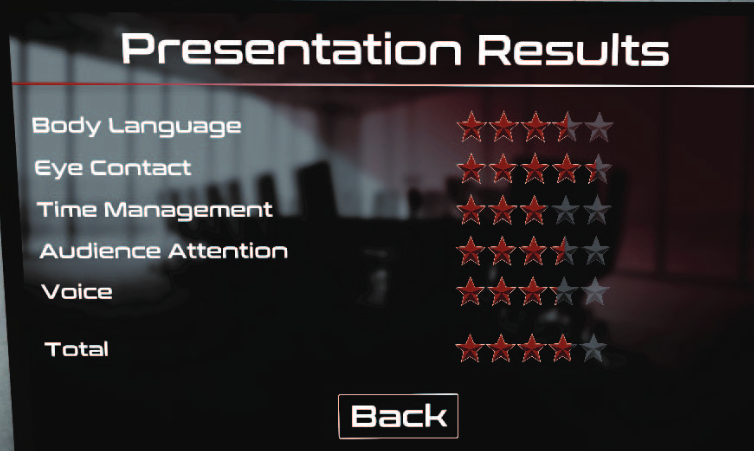 Presentation Results
Body Language
Eye Contact
Time Management
Audience Attention
Voice
Total
Back